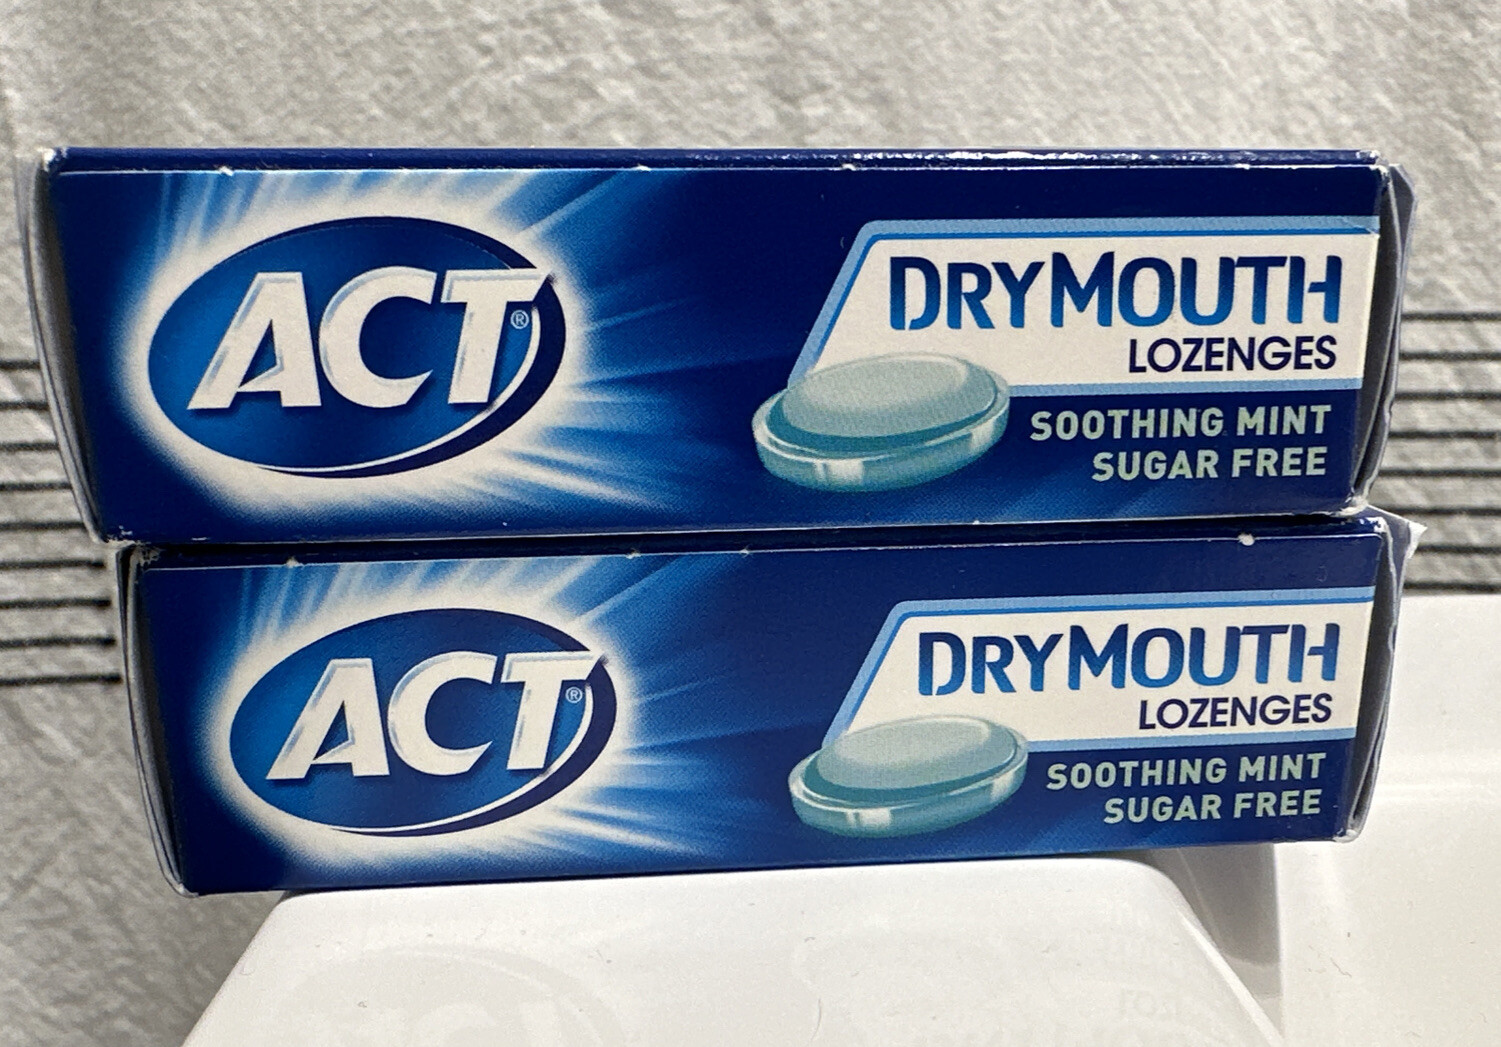 ACT®
DRYMOUTH
LOZENGES
SOOTHING MINT
SUGAR FREE
ACT®
DRYMOUTH
LOZENGES
SOOTHING MINT
SUGAR FREE